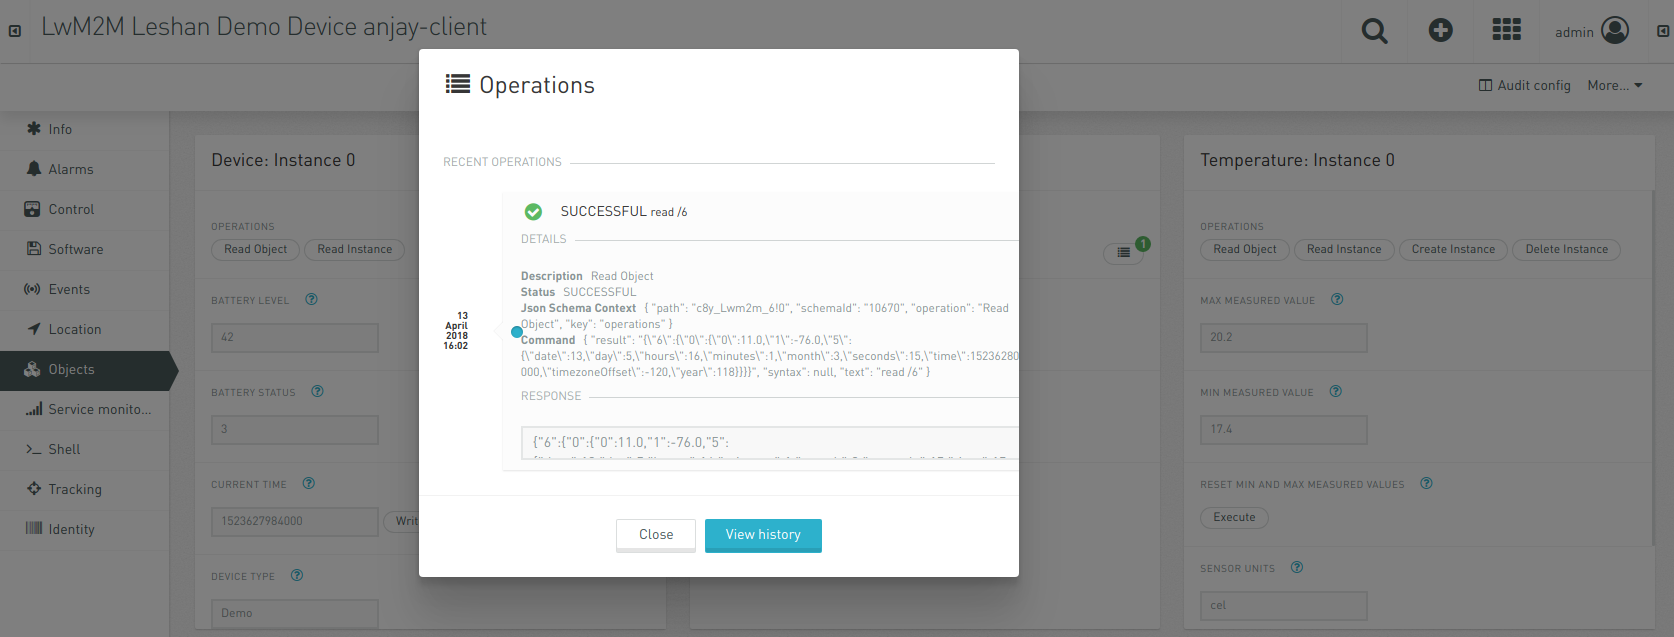 LwM2M Leshan Demo Device anjay-client
admin
Audit config
More...
Info
Alarms
Control
Software
Events
Location
Objects
Service monito...
Shell
Tracking
Identity
Device: Instance 0
OPERATIONS
Read Object
Read Instance
BATTERY LEVEL
42
BATTERY STATUS
3
CURRENT TIME
1523627984000
Writ
DEVICE TYPE
Demo
Operations
RECENT OPERATIONS
13
April
2018
16:02
SUCCESSFUL read /6
DETAILS
Description Read Object
Status SUCCESSFUL
Json Schema Context { "path": "c8y_Lwm2m_6!0", "schemaId": "10670", "operation": "Read
Object", "key": "operations" }
Command { "result": "{\"6\":{\"0\":{\"0\":11.0,\"1\":-76.0,\"5\":
{\"date\":13,\"day\":5,\"hours\":16,\"minutes\":1,\"month\":3,\"seconds\":15,\"time\":15236280
000,\"timezoneOffset\":-120,\"year\":118}}}}", "syntax": null, "text": "read /6" }
RESPONSE
{"6":{"0":{"0":11.0,"1":-76.0,"5":
Close
View history
1
Temperature: Instance 0
OPERATIONS
Read Object
Read Instance
Create Instance
Delete Instance
MAX MEASURED VALUE
20.2
MIN MEASURED VALUE
17.4
RESET MIN AND MAX MEASURED VALUES
Execute
SENSOR UNITS
cel